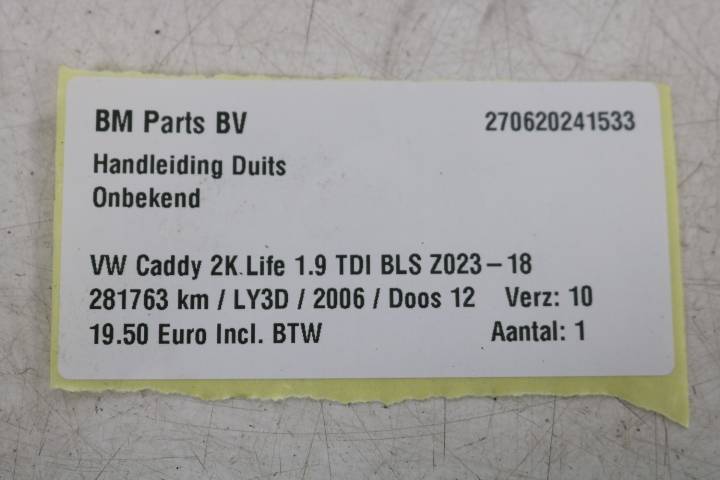 BM Parts BV 270620241533
Handleiding Duits
Onbekend
VW Caddy 2K Life 1.9 TDI BLS Z023-18
281763 km / LY3D / 2006 / Doos 12 Verz: 10
19.50 Euro Incl. BTW Aantal: 1